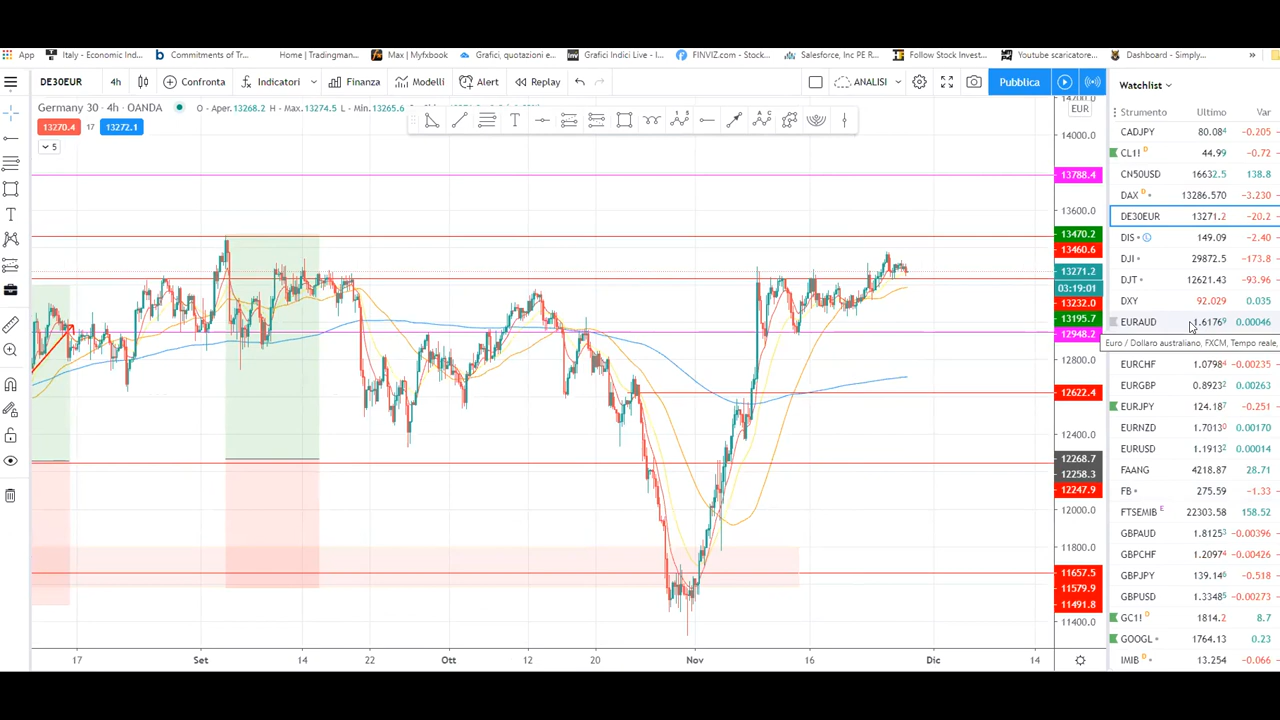 App
Italy - Economic Ind...
Commitments of Tr...
Home | Tradingman...
Max | Myfxbook
Grafici, quotazioni e...
Grafici Indici Live - I...
FINVIZ.com - Stock...
Salesforce, Inc PE R...
Follow Stock Invest...
Youtube scaricatore...
Dashboard - Simply...
»
DE30EUR
4h
Confronta
Indicatori
Finanza
Modelli
Alert
Replay
ANALISI
Pubblica
Germany 30 • 4h • OANDA
O - Aper.13268.2 H - Max.13274.5 L - Min.13265.6
13270.4 17 13272.1
5
EUR
14000.0
13788.4
13600.0
13470.2
13460.6
13271.2
03:19:01
13232.0
13195.7
12948.2
12800.0
12622.4
12400.0
12268.7
12258.3
12247.9
12000.0
11800.0
11657.5
11579.9
11491.8
11400.0
17 Set 14 22 Ott 12 20 Nov 16 Dic 14
Watchlist
Strumento Ultimo Var
CADJPY 80.084 -0.205
CL1! D 44.99 -0.72
CN50USD 16632.5 138.8
DAX D 13286.570 -3.230
DE30EUR 13271.2 -20.2
DIS 149.09 -2.40
DJI 29872.5 -173.8
DJT 12621.43 -93.96
DXY 92.029 0.035
EURAUD 1.61769 0.00046
Euro / Dollaro australiano, FXCM, Tempo reale,
EURCHF 1.07984 -0.00235
EURGBP 0.89232 0.00263
EURJPY 124.187 -0.251
EURNZD 1.70130 0.00170
EURUSD 1.19132 0.00014
FAANG 4218.87 28.71
FB 275.59 -1.33
FTSEMIB E 22303.58 158.52
GBPAUD 1.81253 -0.00396
GBPCHF 1.20974 -0.00426
GBPJPY 139.146 -0.518
GBPUSD 1.33485 -0.00273
GC1! D 1814.2 8.7
GOOGL 1764.13 0.23
IMIB D 13.254 -0.066